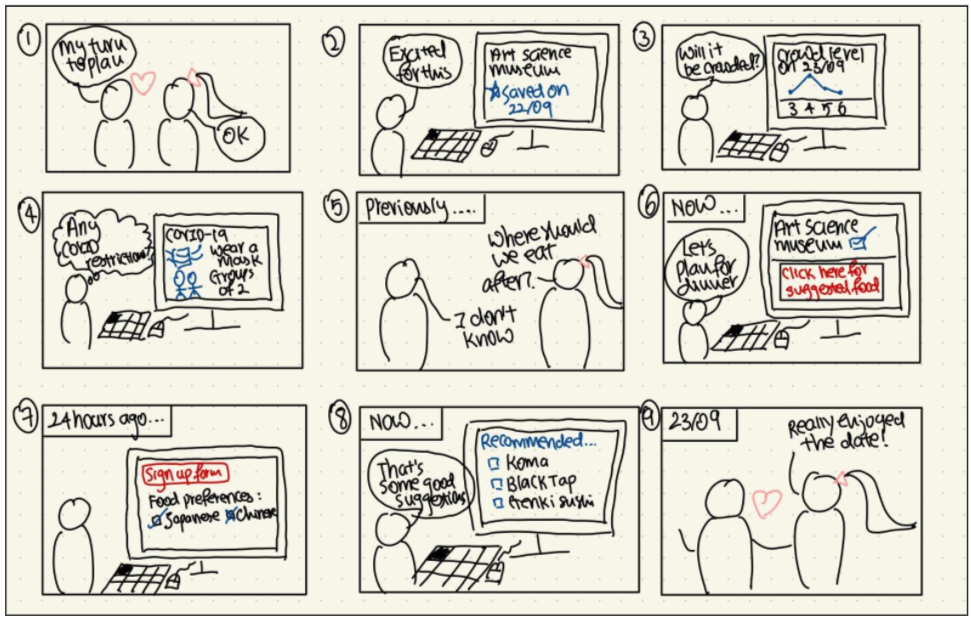 1
My turn
to plan
OK
2
Excited
for this
Art science
museum
☆ saved on
22/09
3
Will it
be crowded?
Crowd level
on 23/09
3 4 5 6
4
Any
COVID
restrictions?
COVID-19
wear a
mask
Groups
of 2
5
Previously.....
Where should
we eat
after?
I don't
know
6
Now...
Let's
plan for
dinner
Art science
museum ☑
Click here for
suggested food
7
24 hours ago...
Sign up form
Food preferences:
☑ Japanese ☒ Chinese
8
Now...
That's
some good
suggestions
Recommended...
☐ Koma
☐ Black Tap
☐ Genki Sushi
9
23/09
Really enjoyed
the date!